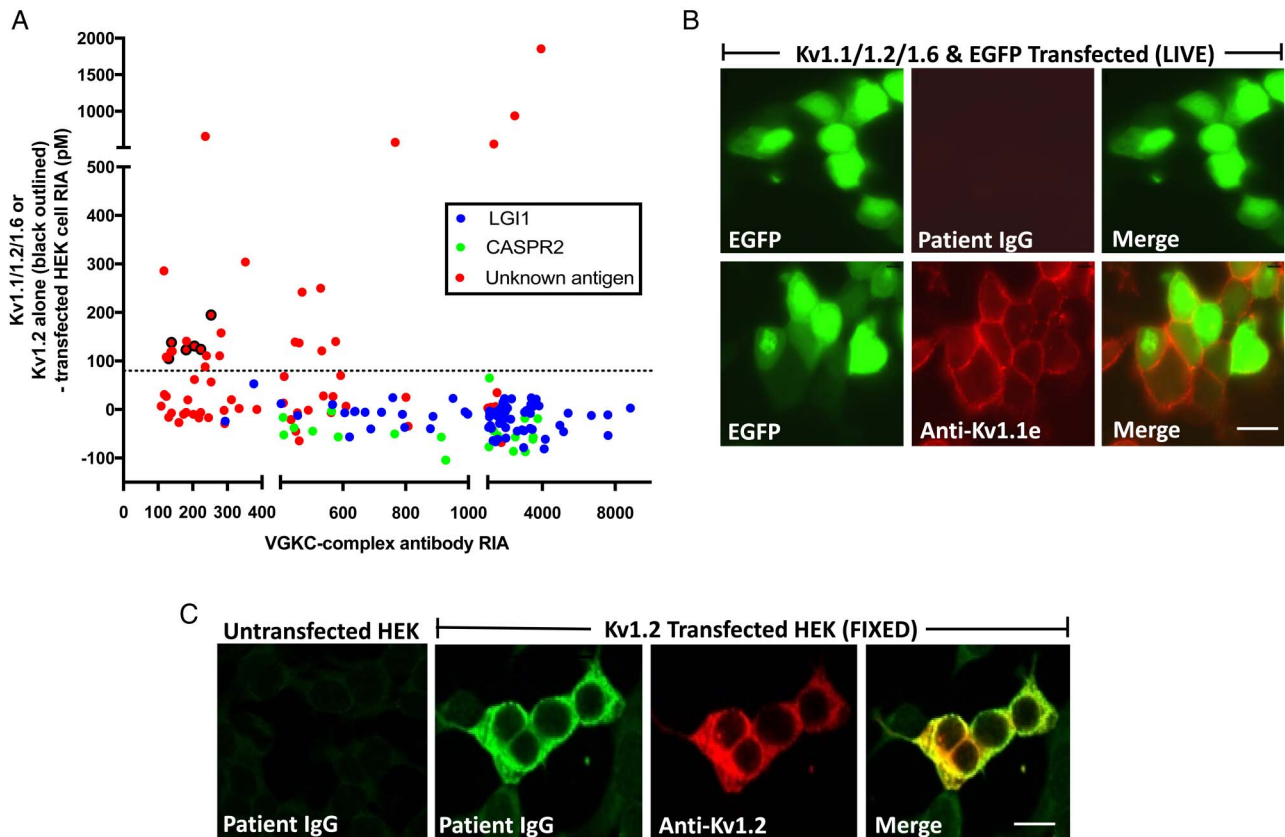 A
Kv1.1/1.2/1.6 or
Kv1.2 alone (black outlined)
- transfected HEK cell RIA (pM)
2000
1500
1000
500
400
300
200
100
0
-100
LGI1
CASPR2
Unknown antigen
0 100 200 300 400 600 800 1000 4000 8000
VGKC-complex antibody RIA
B
Kv1.1/1.2/1.6 & EGFP Transfected (LIVE)
EGFP Patient IgG Merge
EGFP Anti-Kv1.1e Merge
C
Untransfected HEK Kv1.2 Transfected HEK (FIXED)
Patient IgG Patient IgG Anti-Kv1.2 Merge